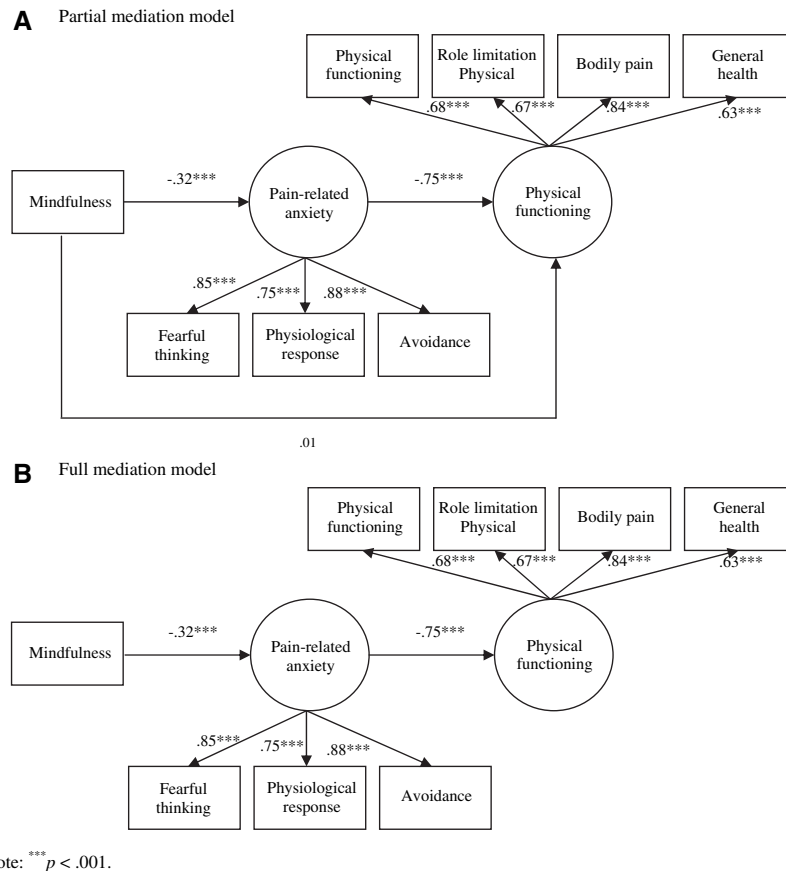 A Partial mediation model
Physical
functioning
Role limitation
Physical
Bodily pain
General
health
.68***
.67***
.84***
.63***
Mindfulness
-.32***
Pain-related
anxiety
-.75***
Physical
functioning
.85***
.75***
.88***
Fearful
thinking
Physiological
response
Avoidance
.01
B Full mediation model
Physical
functioning
Role limitation
Physical
Bodily pain
General
health
.68***
.67***
.84***
.63***
Mindfulness
-.32***
Pain-related
anxiety
-.75***
Physical
functioning
.85***
.75***
.88***
Fearful
thinking
Physiological
response
Avoidance
ote: ***p < .001.